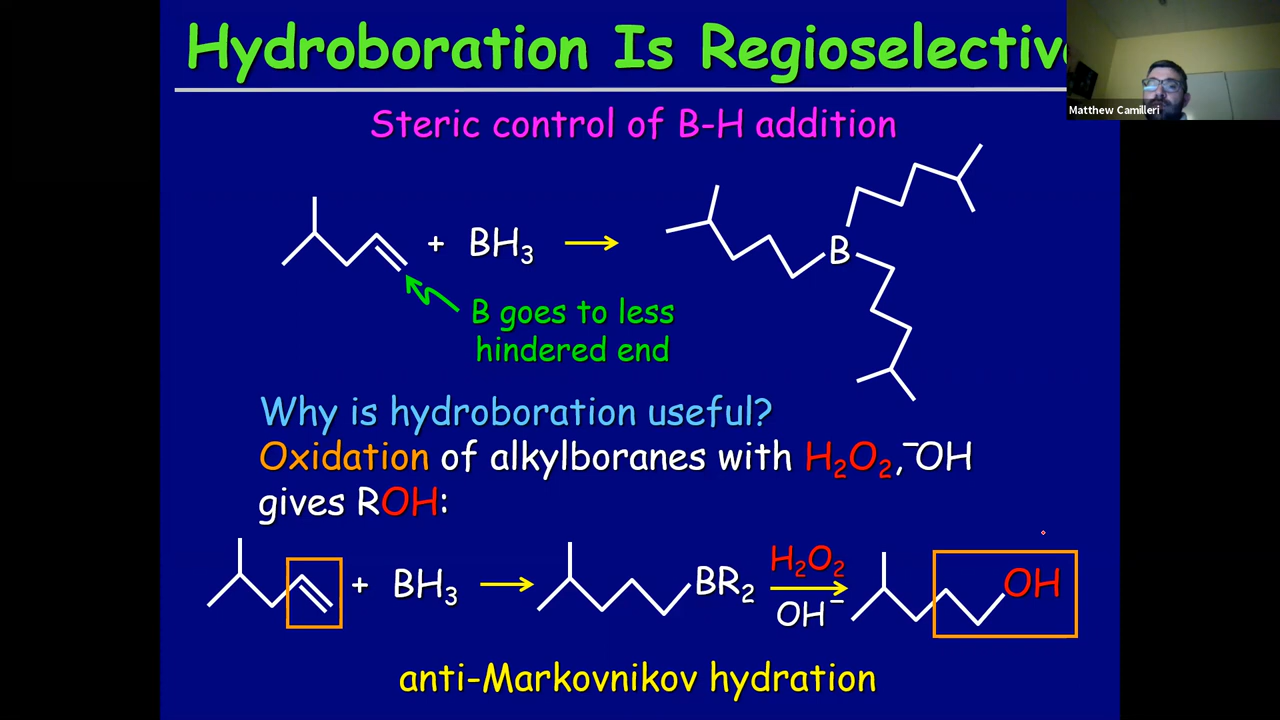 Hydroboration Is Regioselective
Matthew Camilleri
Steric control of B-H addition
+ BH₃
B
B goes to less
hindered end
Why is hydroboration useful?
Oxidation of alkylboranes with H₂O₂, ⁻OH
gives ROH:
+ BH₃
BR₂
H₂O₂
OH⁻
OH
anti-Markovnikov hydration